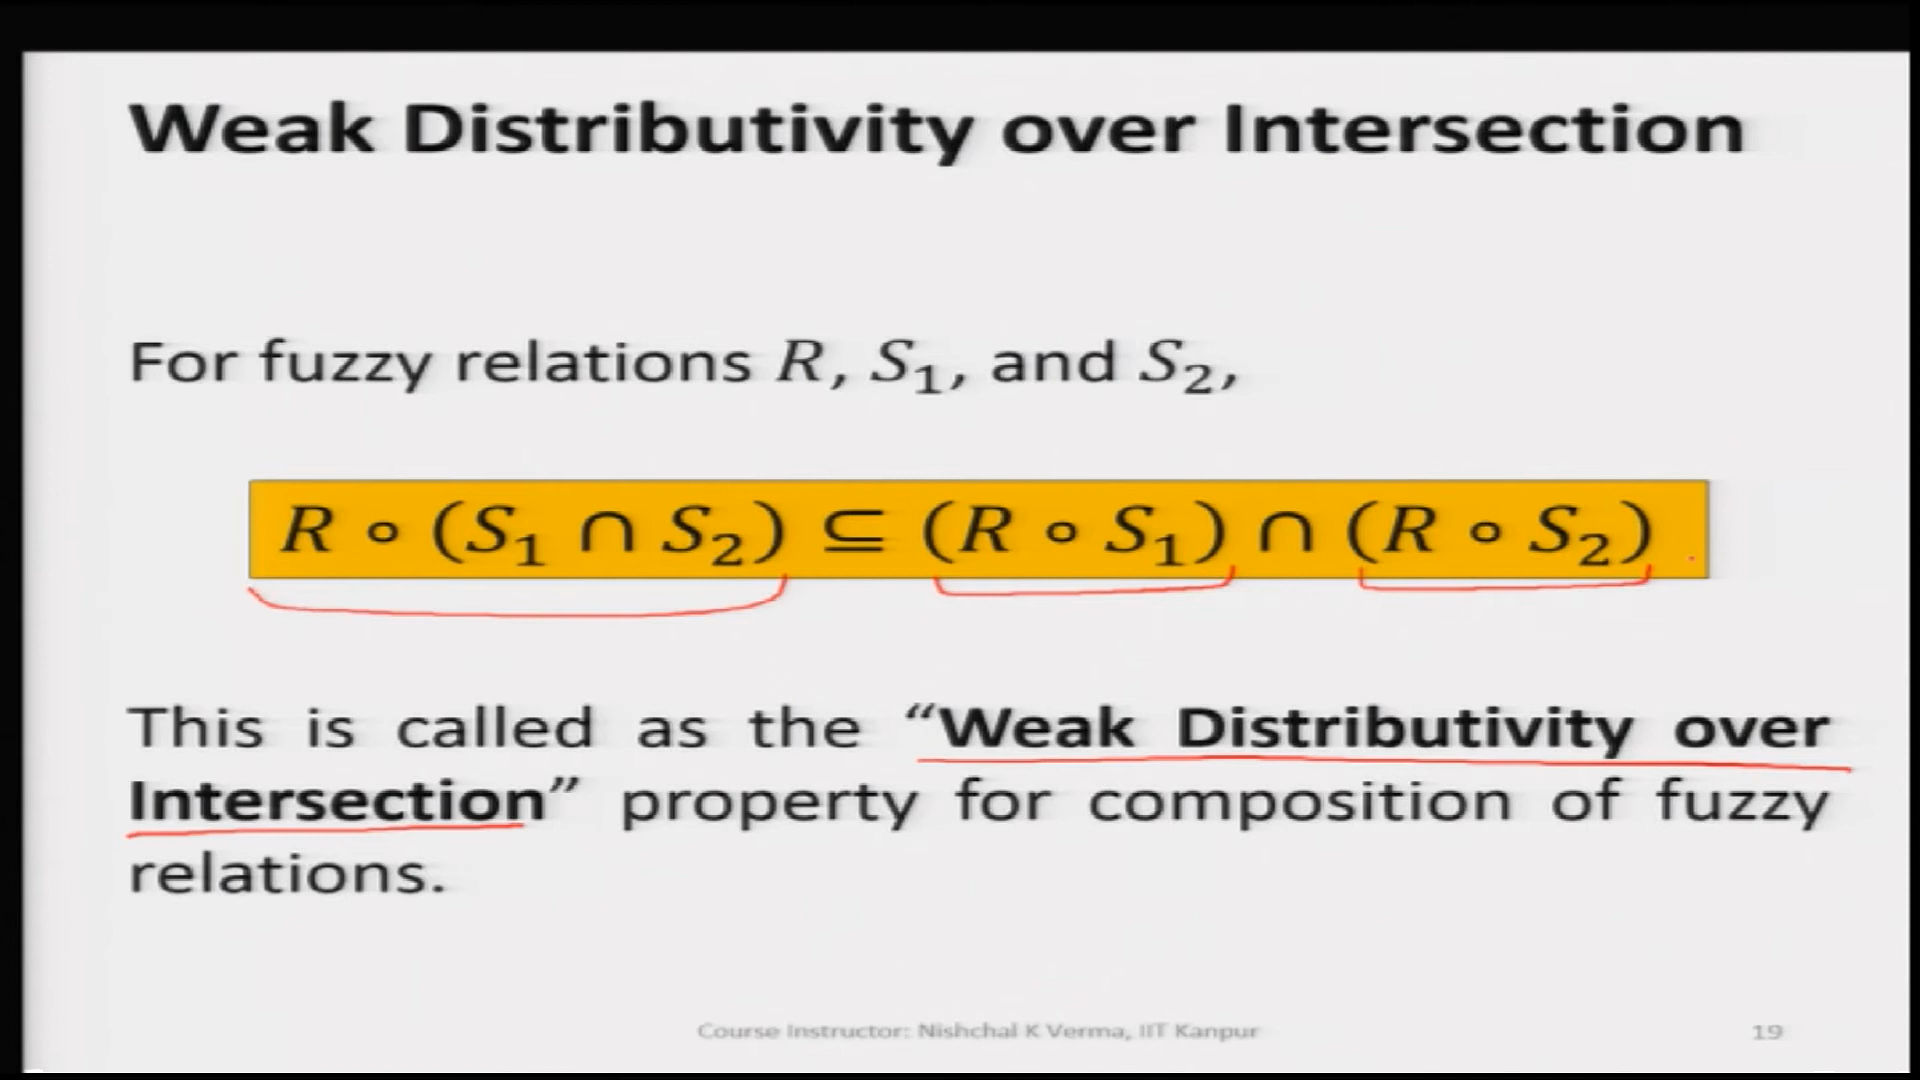 Weak Distributivity over Intersection
For fuzzy relations R, S₁, and S₂,
R ∘ (S₁ ∩ S₂) ⊆ (R ∘ S₁) ∩ (R ∘ S₂)
This is called as the “Weak Distributivity over
Intersection” property for composition of fuzzy
relations.
Course Instructor: Nishchal K Verma, IIT Kanpur
19